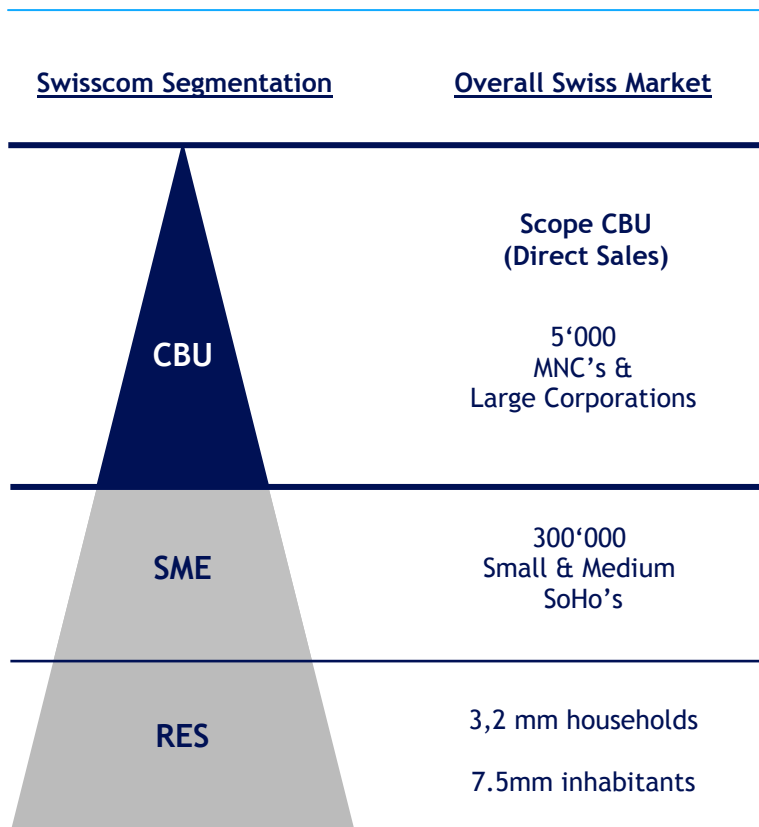 Swisscom Segmentation
Overall Swiss Market
Scope CBU
(Direct Sales)
CBU
5‘000
MNC’s &
Large Corporations
SME
300‘000
Small & Medium
SoHo’s
RES
3,2 mm households
7.5mm inhabitants